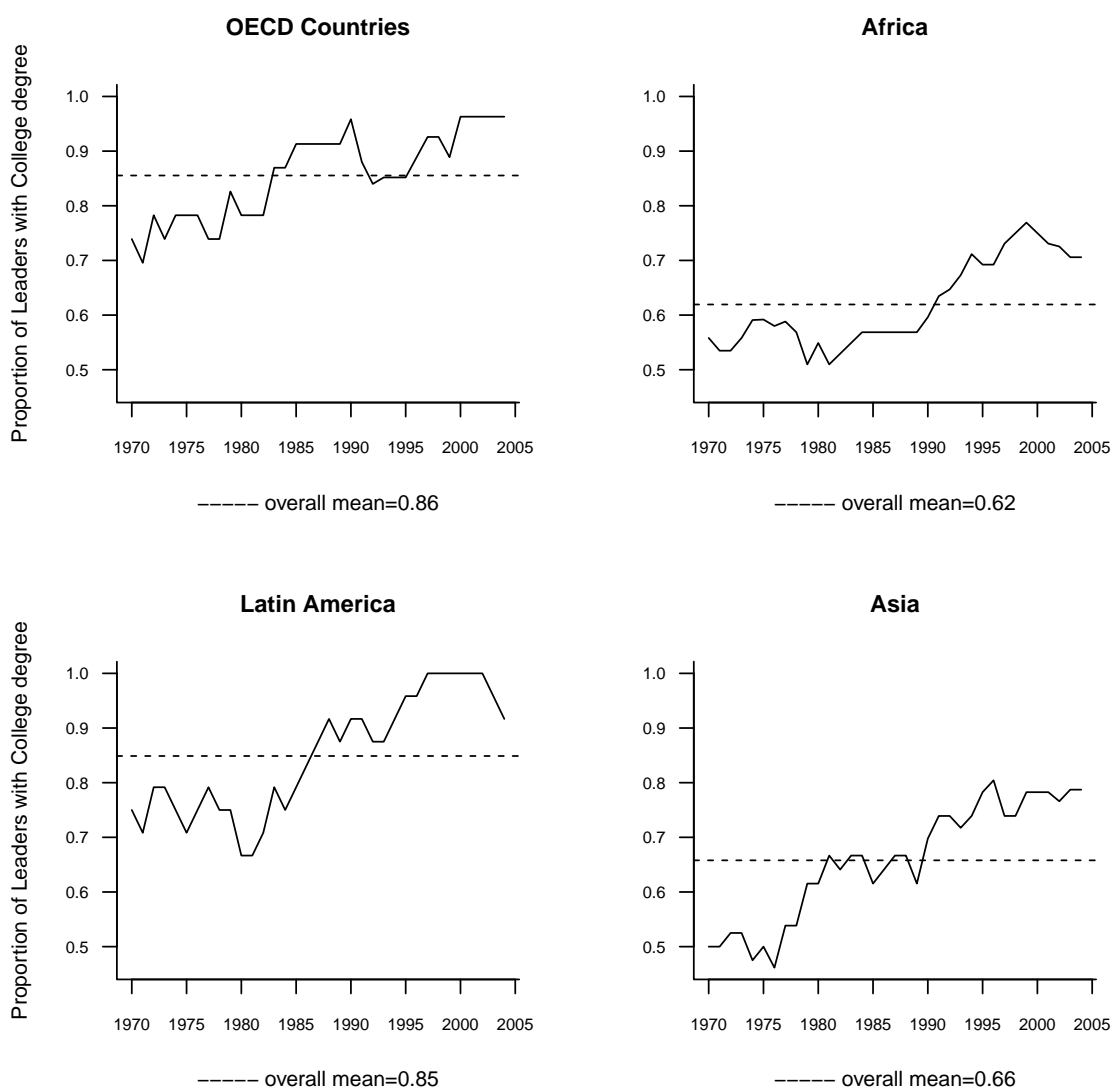 OECD Countries
Proportion of Leaders with College degree
1.0
0.9
0.8
0.7
0.6
0.5
1970 1975 1980 1985 1990 1995 2000 2005
−−−−− overall mean=0.86
Africa
1.0
0.9
0.8
0.7
0.6
0.5
1970 1975 1980 1985 1990 1995 2000 2005
−−−−− overall mean=0.62
Latin America
Proportion of Leaders with College degree
1.0
0.9
0.8
0.7
0.6
0.5
1970 1975 1980 1985 1990 1995 2000 2005
−−−−− overall mean=0.85
Asia
1.0
0.9
0.8
0.7
0.6
0.5
1970 1975 1980 1985 1990 1995 2000 2005
−−−−− overall mean=0.66